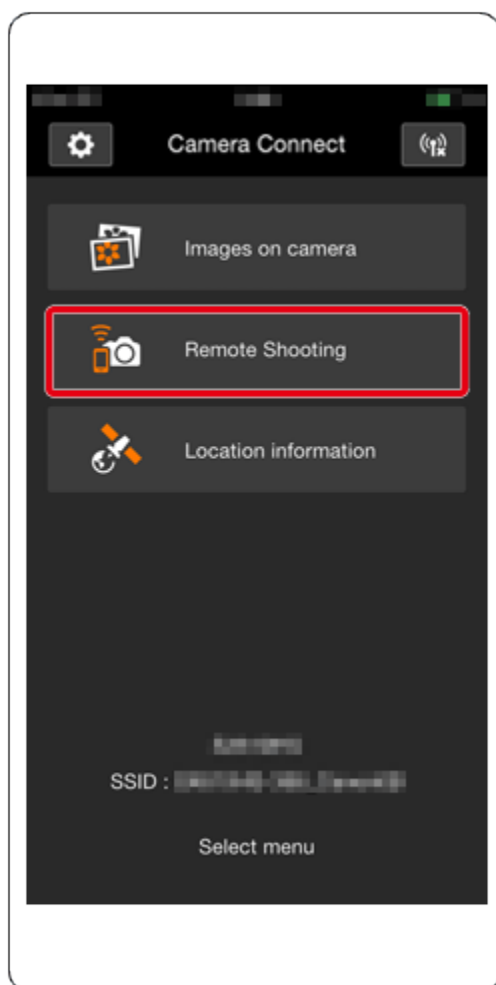 Camera Connect
Images on camera
Remote Shooting
Location information
SSID :
Select menu